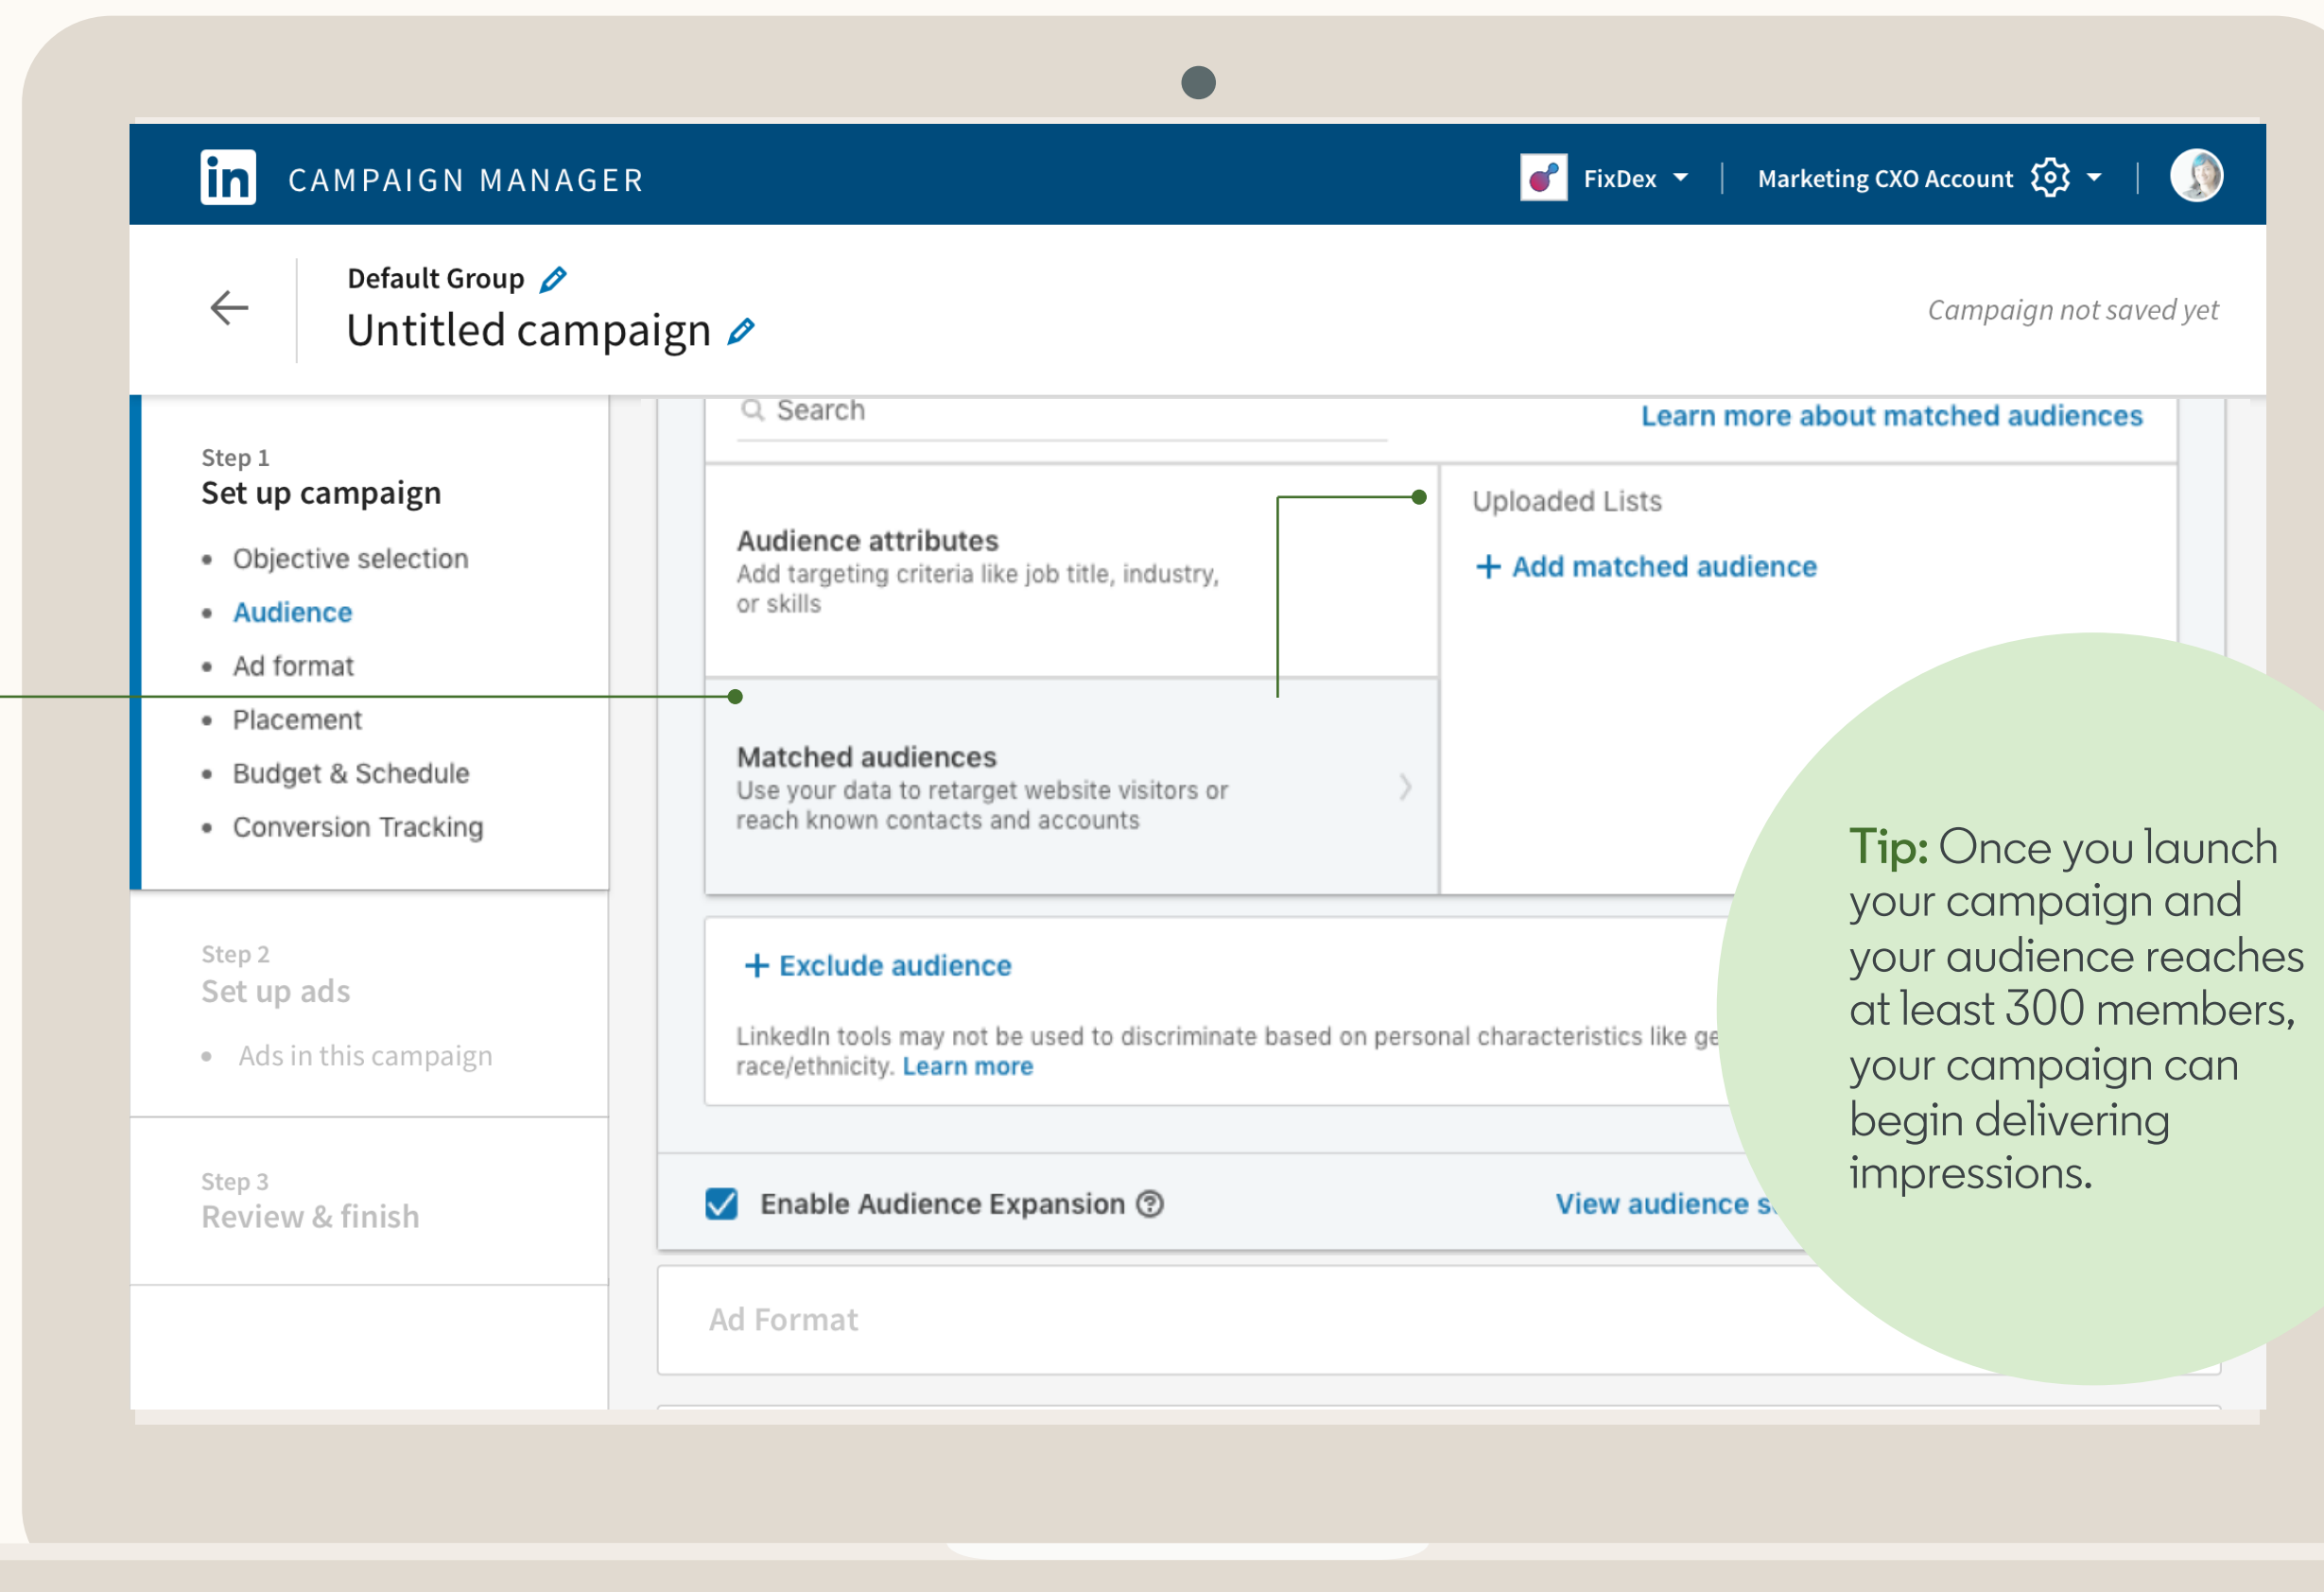 in CAMPAIGN MANAGER
FixDex
Marketing CXO Account
Default Group
Untitled campaign
Campaign not saved yet
Step 1
Set up campaign
• Objective selection
• Audience
• Ad format
• Placement
• Budget & Schedule
• Conversion Tracking
Step 2
Set up ads
• Ads in this campaign
Step 3
Review & finish
Search
Learn more about matched audiences
Audience attributes
Add targeting criteria like job title, industry,
or skills
Matched audiences
Use your data to retarget website visitors or
reach known contacts and accounts
Uploaded Lists
+ Add matched audience
+ Exclude audience
LinkedIn tools may not be used to discriminate based on personal characteristics like
race/ethnicity. Learn more
Enable Audience Expansion ?
View audience
Ad Format
Tip: Once you launch
your campaign and
your audience reaches
at least 300 members,
your campaign can
begin delivering
impressions.